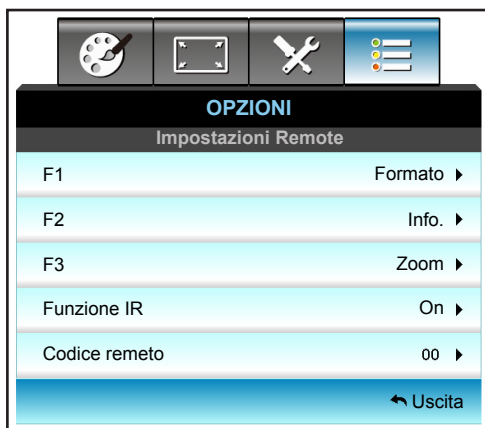 OPZIONI
Impostazioni Remote
F1 Formato
F2 Info.
F3 Zoom
Funzione IR On
Codice remeto 00
Uscita